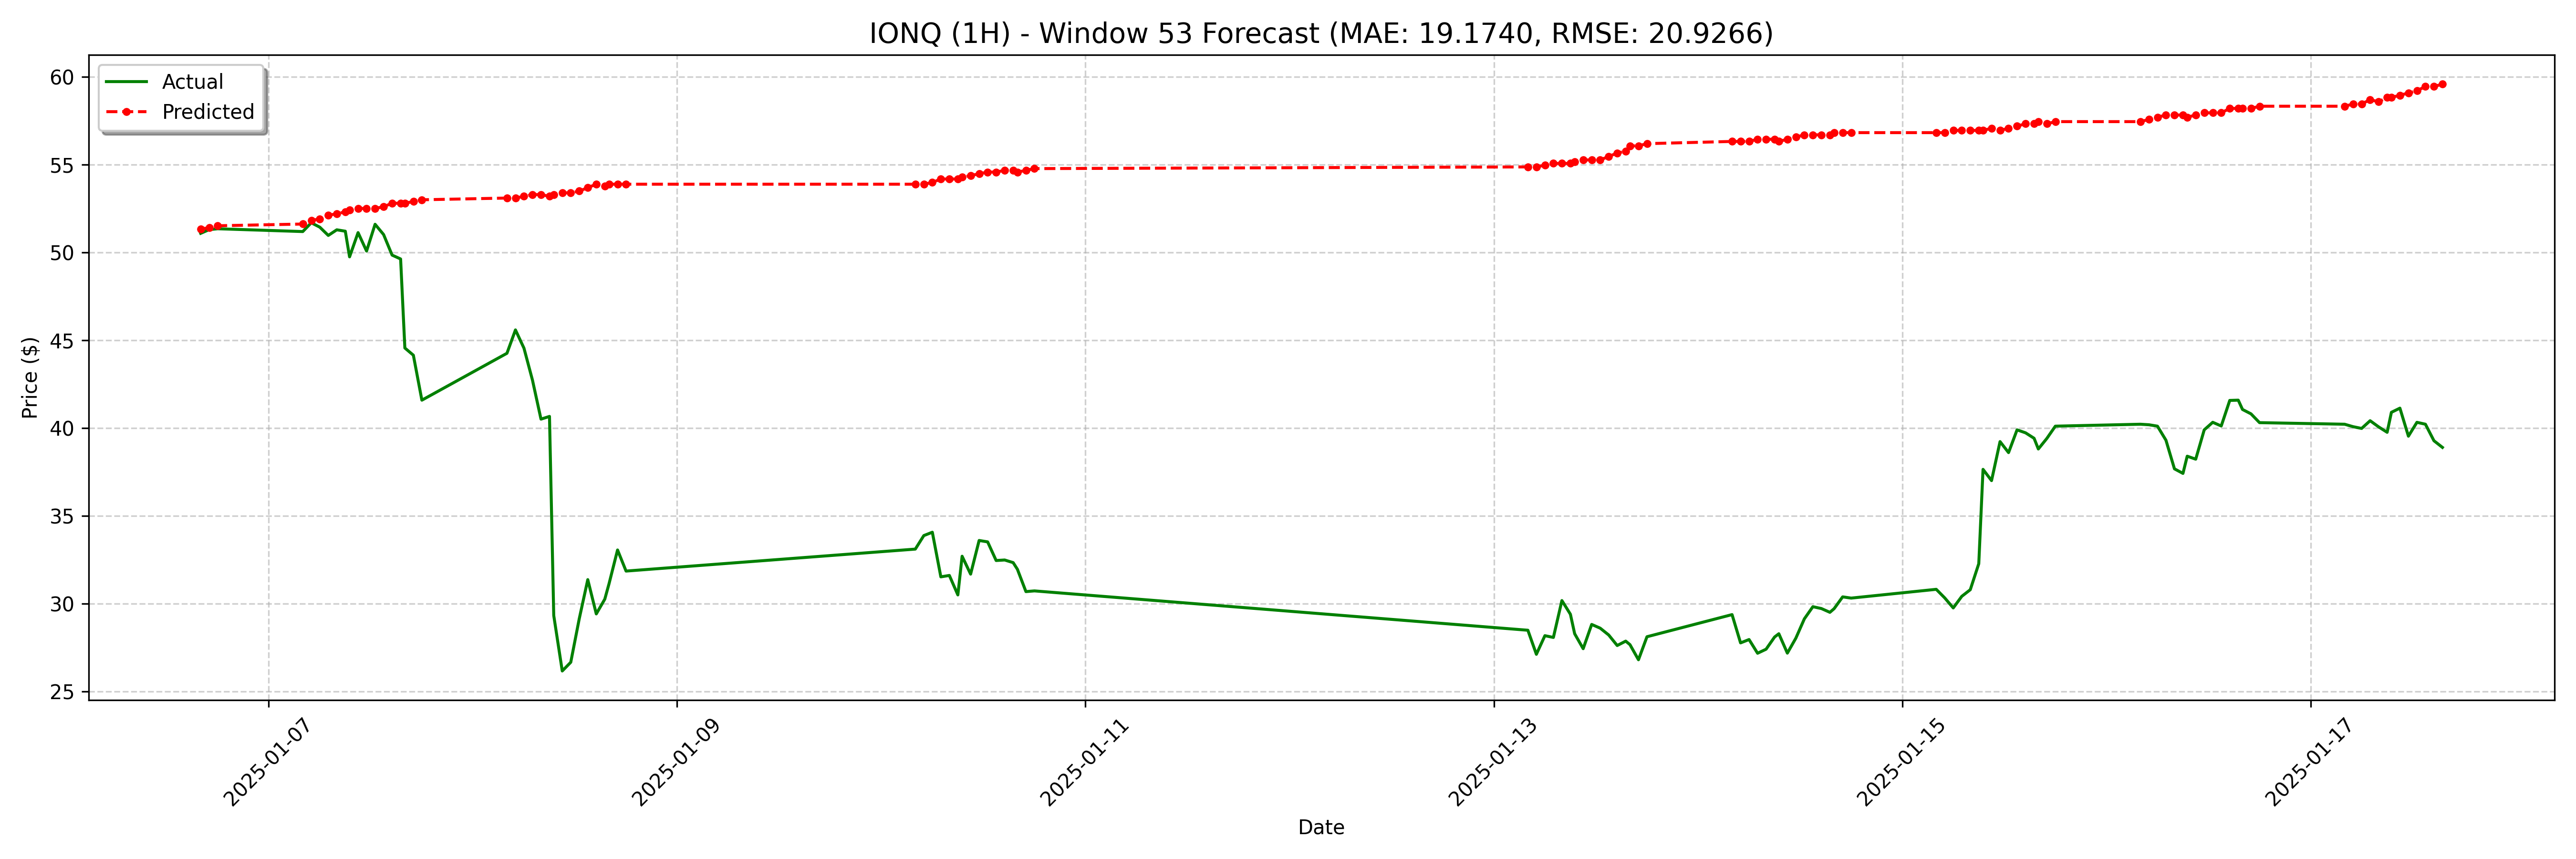 IONQ (1H) - Window 53 Forecast (MAE: 19.1740, RMSE: 20.9266)
Actual
Predicted
Price ($)
60
55
50
45
40
35
30
25
2025-01-07
2025-01-09
2025-01-11
2025-01-13
2025-01-15
2025-01-17
Date